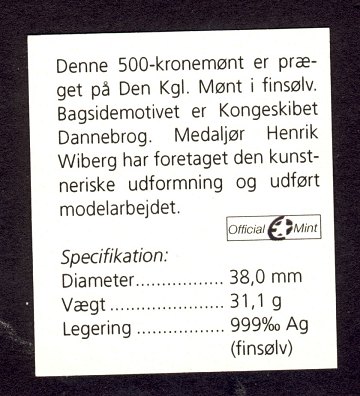 Denne 500-kronemønt er præ-
get på Den Kgl. Mønt i finsølv.
Bagsidemotivet er Kongeskibet
Dannebrog. Medaljør Henrik
Wiberg har foretaget den kunst-
neriske udformning og udført
modelarbejdet.
Official Mint
Specifikation:
Diameter................ 38,0 mm
Vægt ..................... 31,1 g
Legering ................ 999‰ Ag
(finsølv)